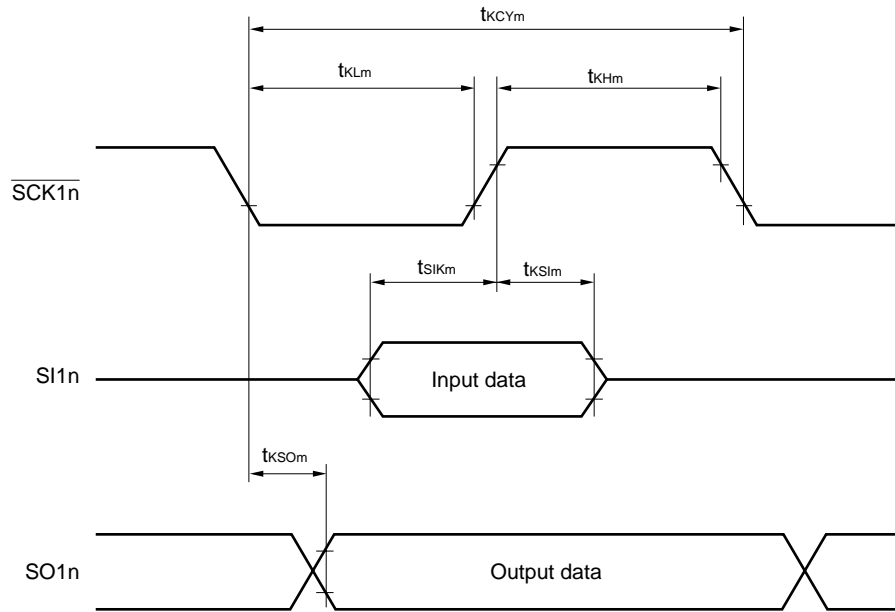 tKCYm
tKLm
tKHm
SCK1n
tSIKm
tKSIm
SI1n
Input data
tKSOm
SO1n
Output data